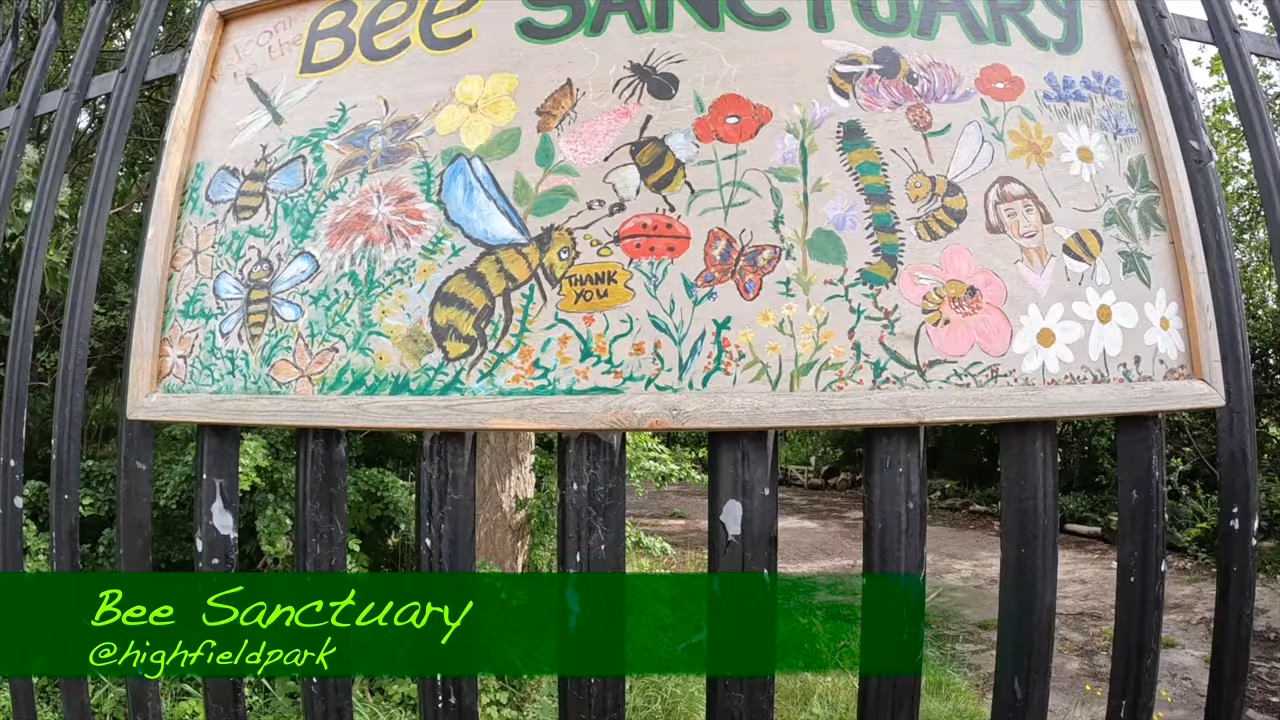 Welcome
to the
BEE SANCTUARY
THANK
YOU
Bee Sanctuary
@highfieldpark